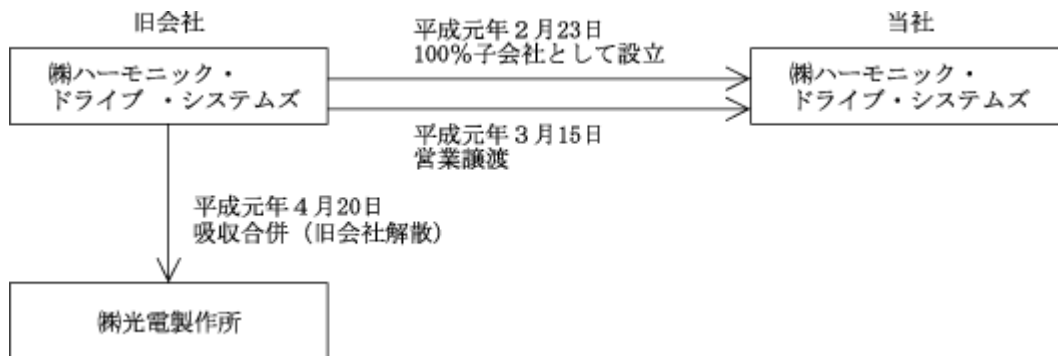 旧会社
当社
平成元年2月23日
100%子会社として設立
㈱ハーモニック・
ドライブ・システムズ
㈱ハーモニック・
ドライブ・システムズ
平成元年3月15日
営業譲渡
平成元年4月20日
吸収合併（旧会社解散）
㈱光電製作所